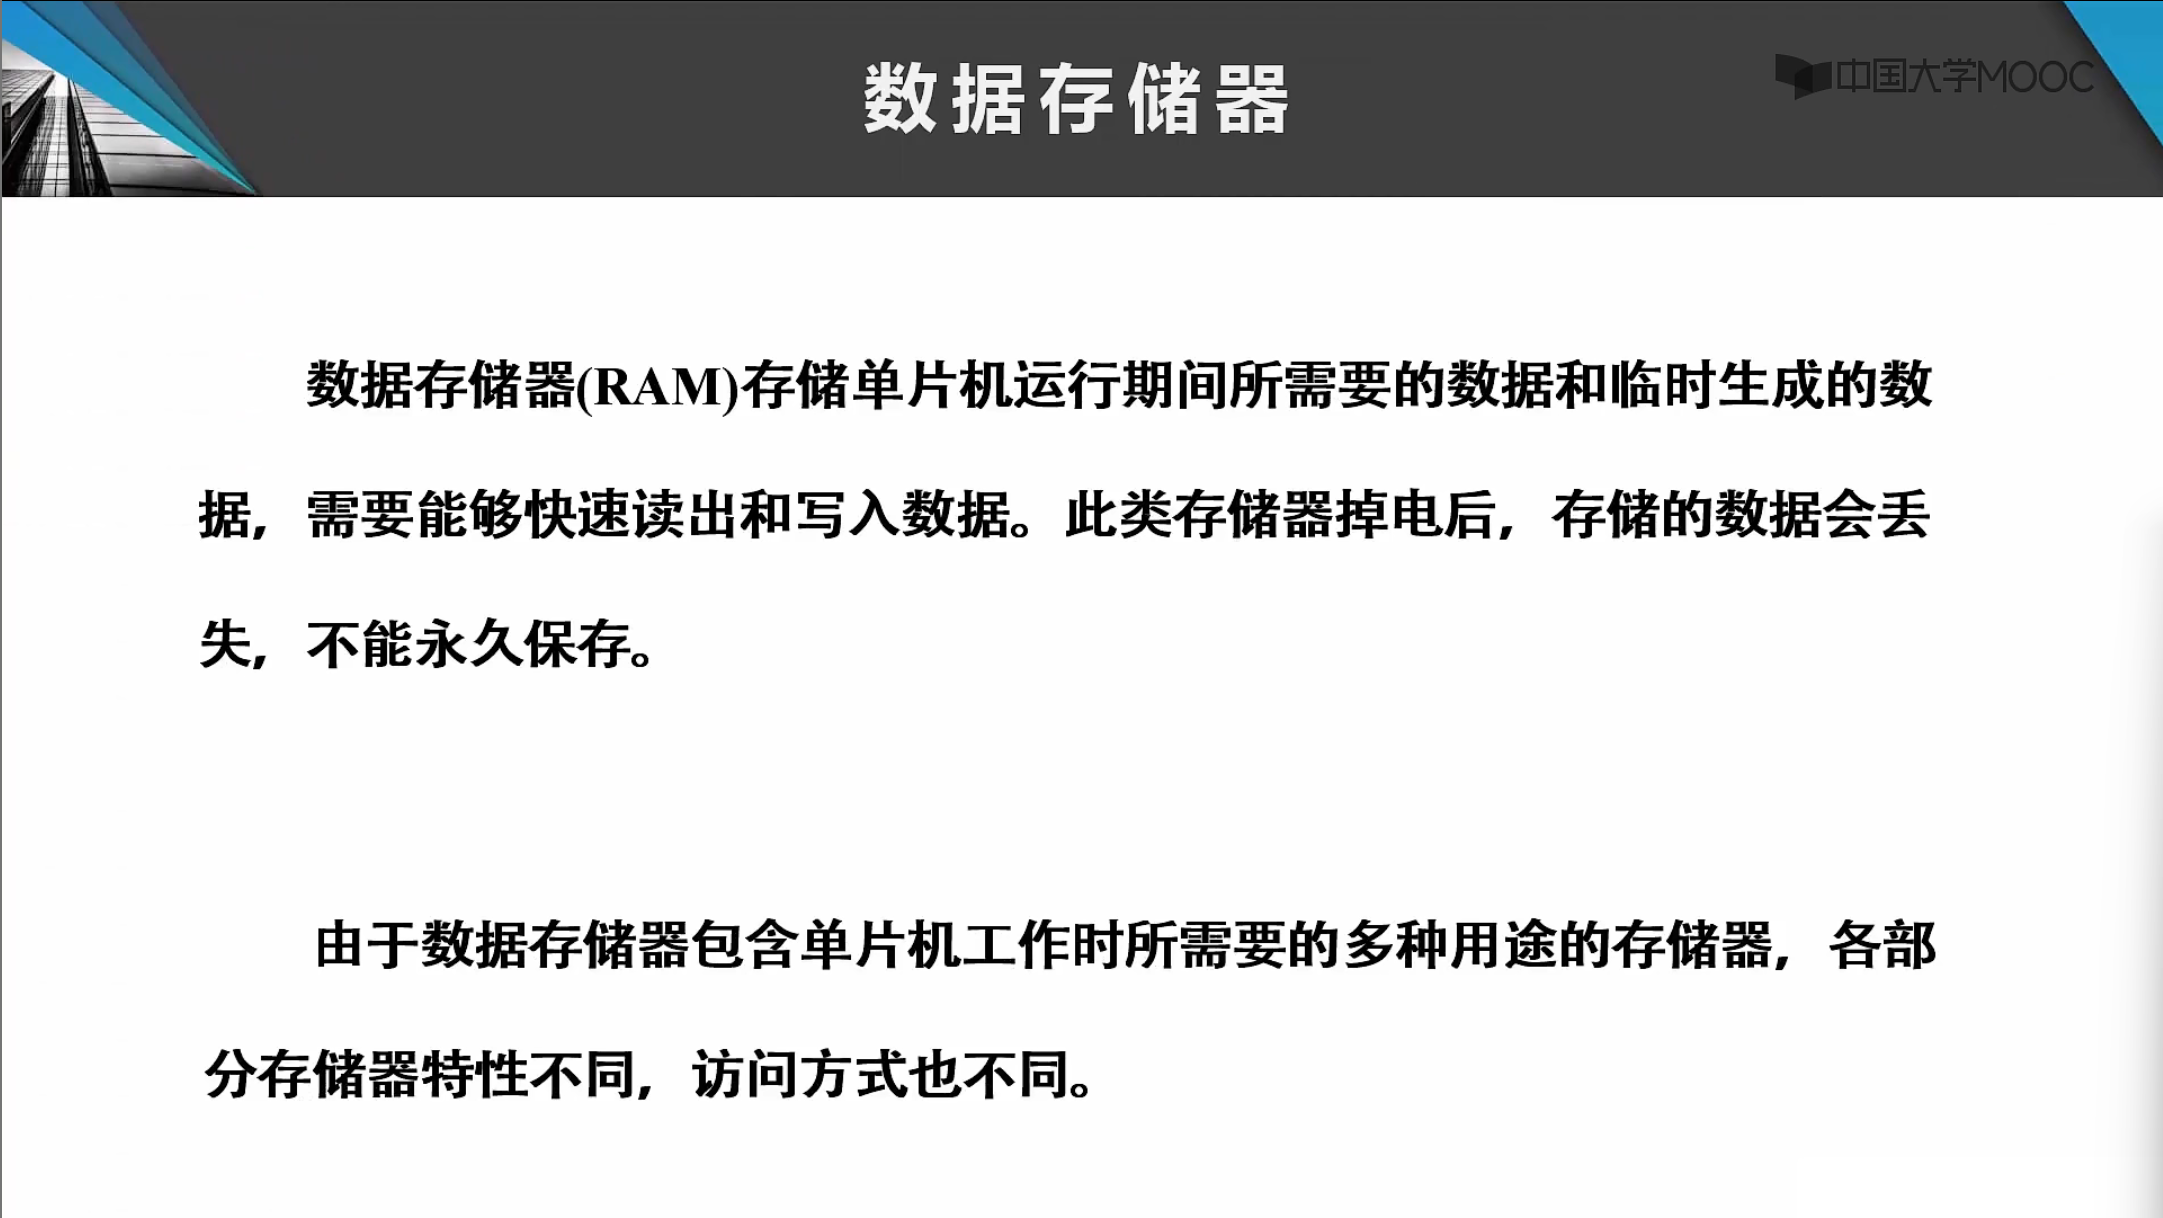 数据存储器
中国大学MOOC
数据存储器(RAM)存储单片机运行期间所需要的数据和临时生成的数
据，需要能够快速读出和写入数据。此类存储器掉电后，存储的数据会丢
失，不能永久保存。
由于数据存储器包含单片机工作时所需要的多种用途的存储器，各部
分存储器特性不同，访问方式也不同。